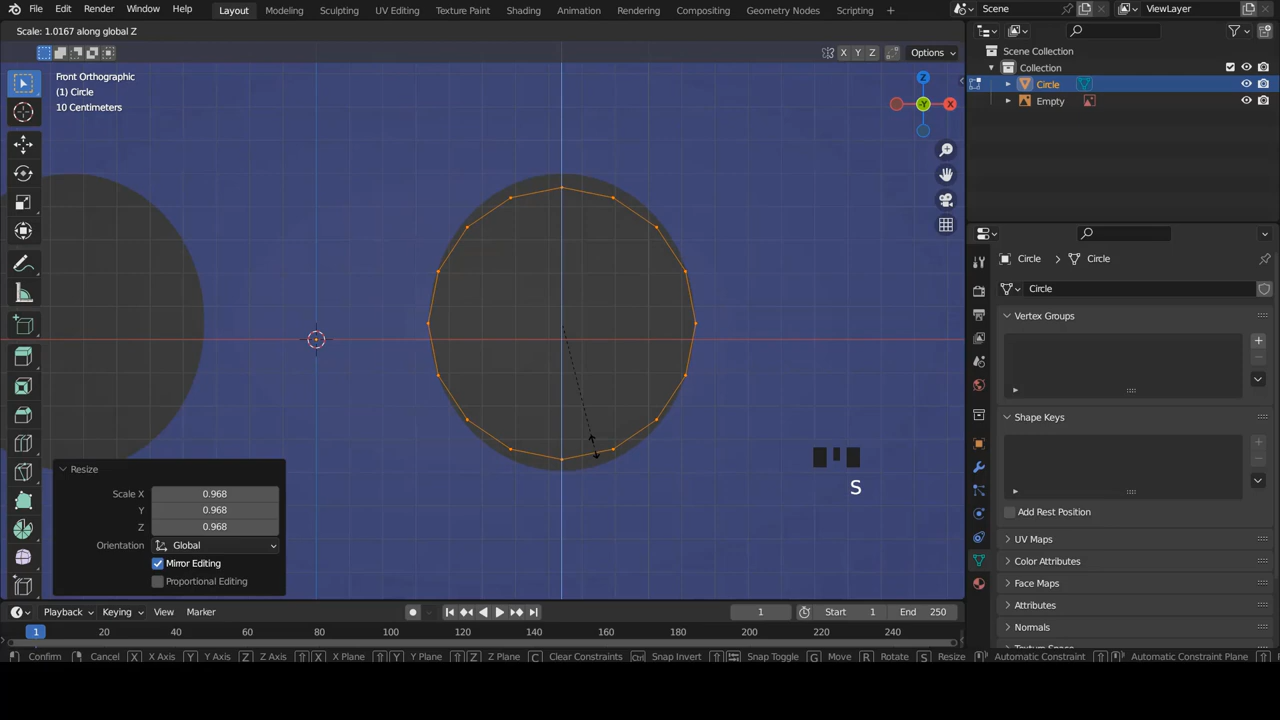 File Edit Render Window Help Layout Modeling Sculpting UV Editing Texture Paint Shading Animation Rendering Compositing Geometry Nodes Scripting + Scene ViewLayer
Scale: 1.0167 along global Z
X Y Z Options
Front Orthographic
(1) Circle
10 Centimeters
Z
-Y
X
Scene Collection
Collection
Circle
Empty
Circle > Circle
Circle
Vertex Groups
Shape Keys
Add Rest Position
UV Maps
Color Attributes
Face Maps
Attributes
Normals
Texture Space
Resize
Scale X 0.968
Y 0.968
Z 0.968
Orientation Global
Mirror Editing
Proportional Editing
S
Playback Keying View Marker 1 Start 1 End 250
1 20 40 60 80 100 120 140 160 180 200 220 240
Confirm Cancel X X Axis Y Y Axis Z Z Axis X X Plane Y Y Plane Z Z Plane C Clear Constraints Ctrl Snap Invert Snap Toggle G Move R Rotate S Resize Automatic Constraint Automatic Constraint Plane